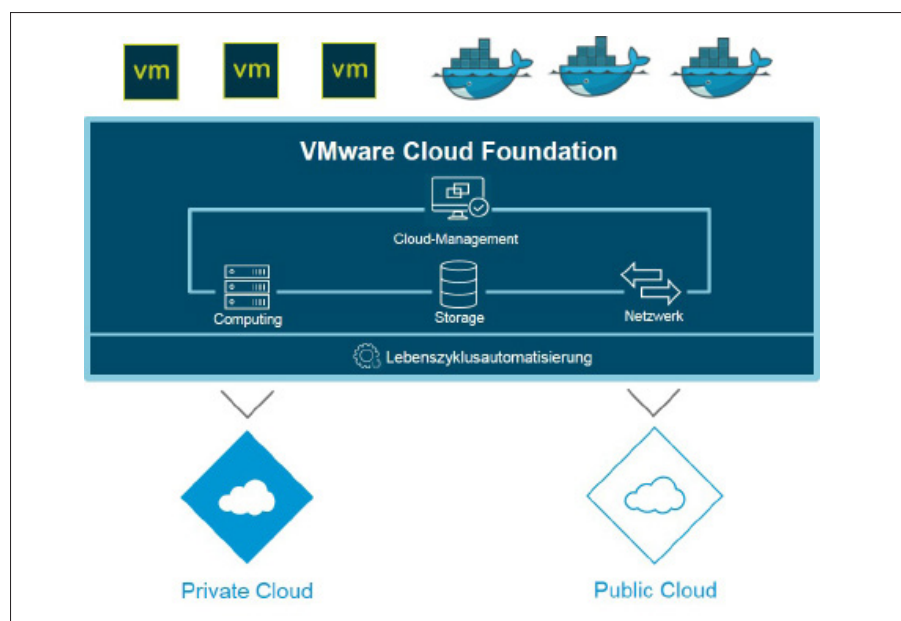 vm vm vm
VMware Cloud Foundation
Cloud-Management
Computing Storage Netzwerk
Lebenszyklusautomatisierung
Private Cloud Public Cloud